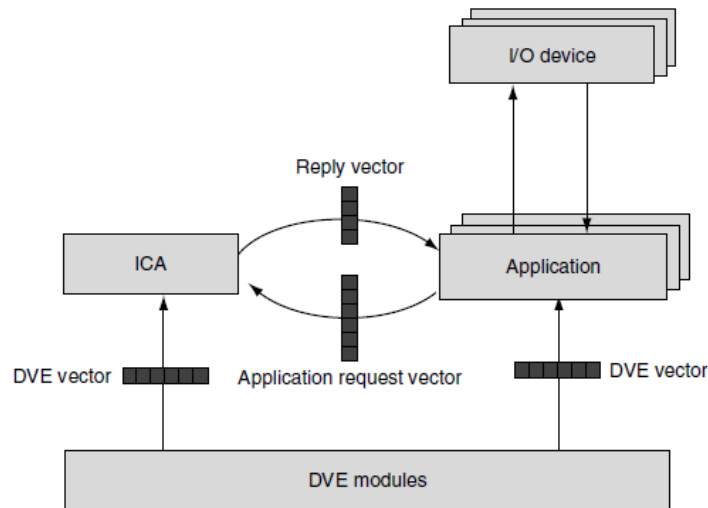 I/O device
Reply vector
ICA
Application
DVE vector
Application request vector
DVE vector
DVE modules